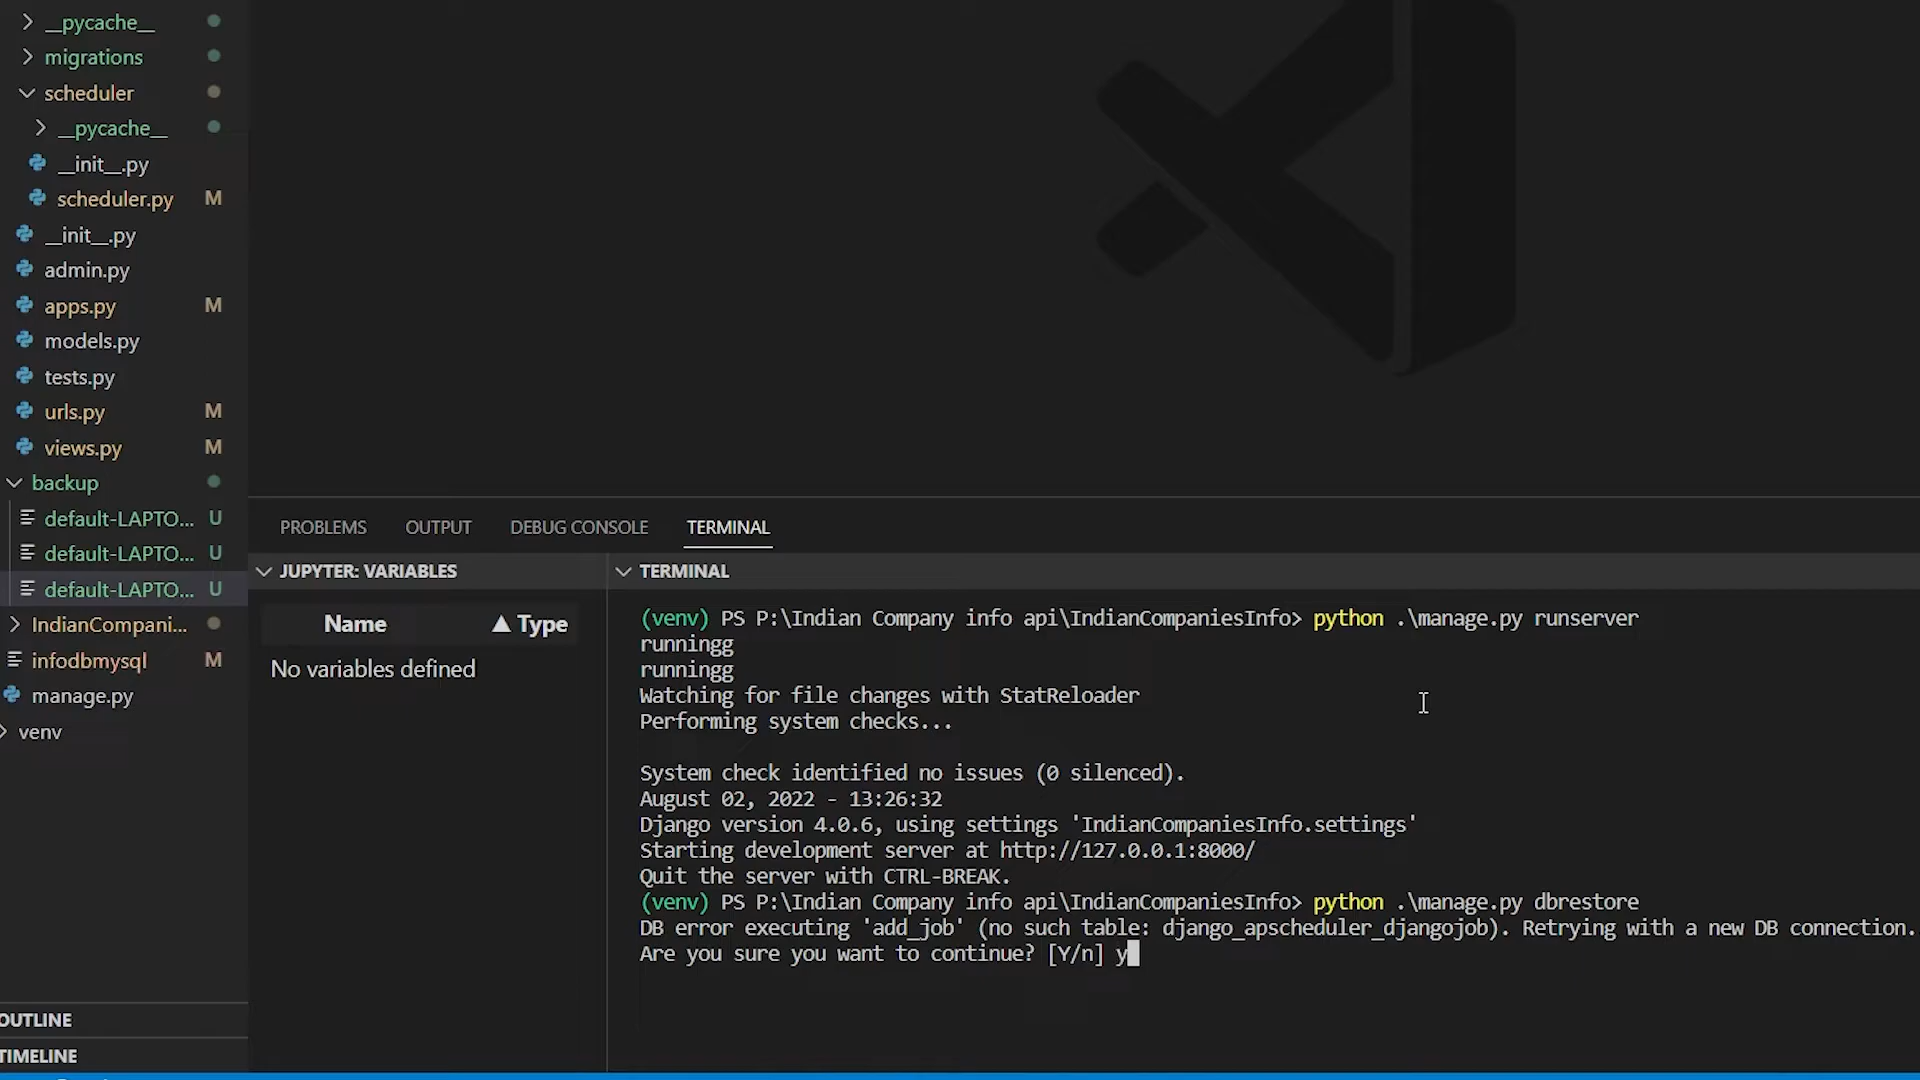 __pycache__
migrations
scheduler
__pycache__
__init__.py
scheduler.py M
__init__.py
admin.py
apps.py M
models.py
tests.py
urls.py M
views.py M
backup
default-LAPTO... U
default-LAPTO... U
default-LAPTO... U
IndianCompani...
infodbmysql M
manage.py
venv
OUTLINE
TIMELINE
PROBLEMS OUTPUT DEBUG CONSOLE TERMINAL
JUPYTER: VARIABLES
Name Type
No variables defined
TERMINAL
(venv) PS P:\Indian Company info api\IndianCompaniesInfo> python .\manage.py runserver
runningg
runningg
Watching for file changes with StatReloader
Performing system checks...
System check identified no issues (0 silenced).
August 02, 2022 - 13:26:32
Django version 4.0.6, using settings 'IndianCompaniesInfo.settings'
Starting development server at http://127.0.0.1:8000/
Quit the server with CTRL-BREAK.
(venv) PS P:\Indian Company info api\IndianCompaniesInfo> python .\manage.py dbrestore
DB error executing 'add_job' (no such table: django_apscheduler_djangojob). Retrying with a new DB connection.
Are you sure you want to continue? [Y/n] y